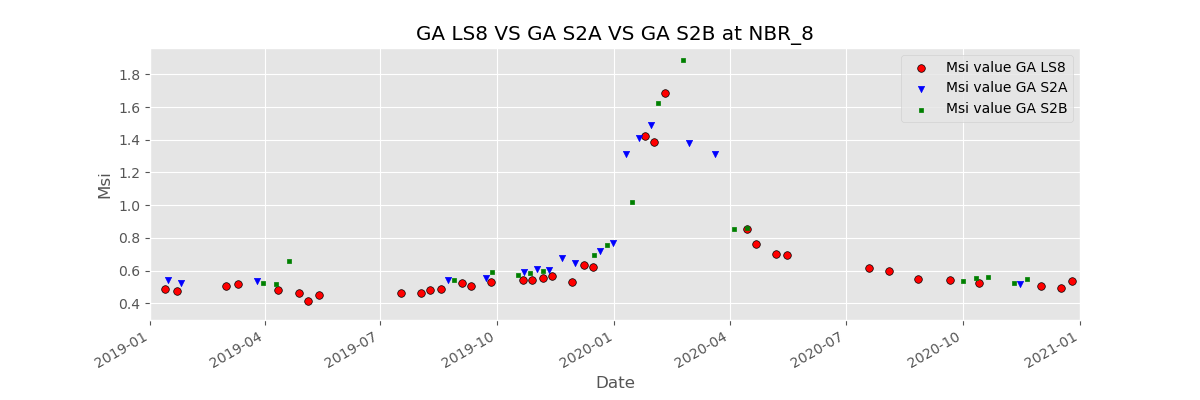 GA LS8 VS GA S2A VS GA S2B at NBR_8
Msi value GA LS8
Msi value GA S2A
Msi value GA S2B
Msi
1.8
1.6
1.4
1.2
1.0
0.8
0.6
0.4
2019-01
2019-04
2019-07
2019-10
2020-01
2020-04
2020-07
2020-10
2021-01
Date